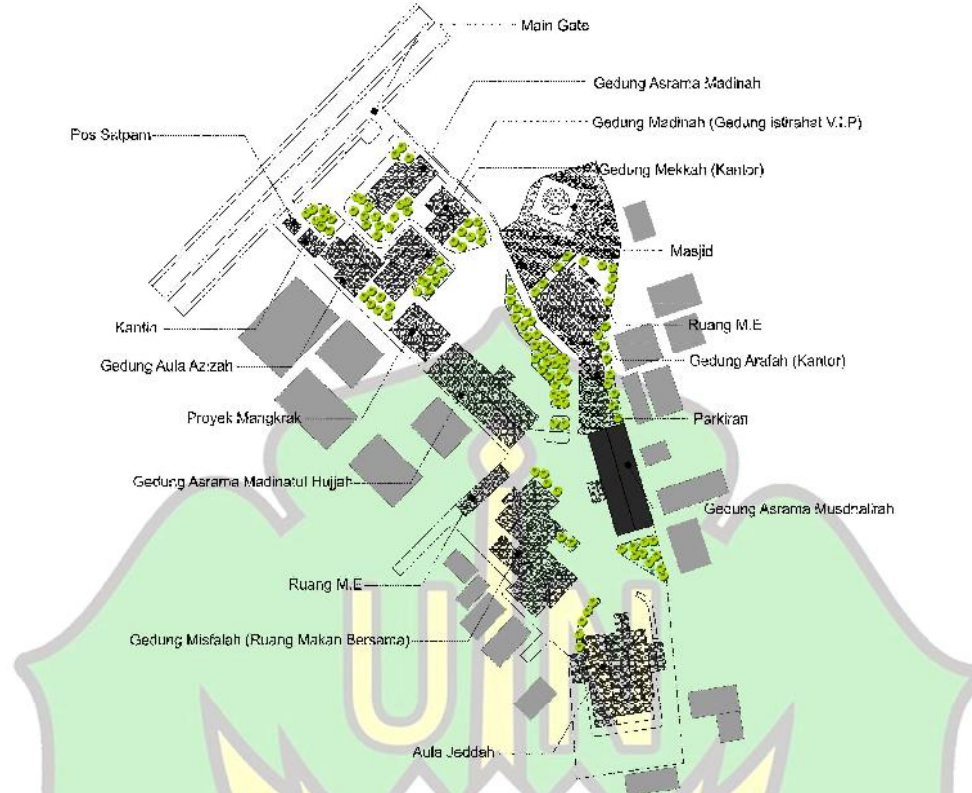 Main Gate
Gedung Asrama Madinah
Pos Satpam
Gedung Madinah (Gedung istirahat V.I.P)
Gedung Mekkah (Kantor)
Masjid
Kantin
Ruang M.E
Gedung Aula Azizah
Gedung Arafah (Kantor)
Proyek Mangkrak
Parkiran
Gedung Asrama Madinatul Hujjah
Gedung Asrama Musdhalifah
Ruang M.E
Gedung Misfalah (Ruang Makan Bersama)
Aula Jeddah
UIN